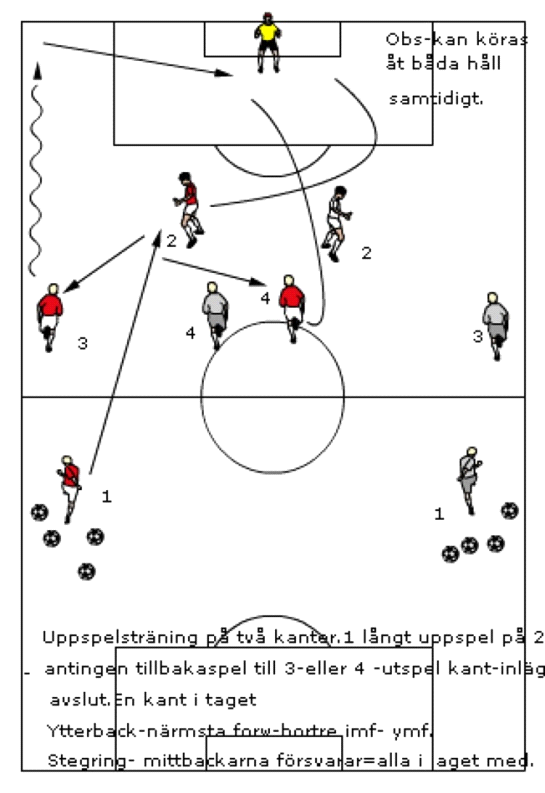 Obs-kan köras
åt båda håll
samtidigt.
2
2
4
3
4
3
1
1
Uppspelsträning på två kanter.1 långt uppspel på 2
- antingen tillbakaspel till 3-eller 4 -utspel kant-inläg
avslut.En kant i taget
Ytterback-närmsta forw-bortre imf- ymf.
Stegring- mittbackarna försvarar=alla i laget med.